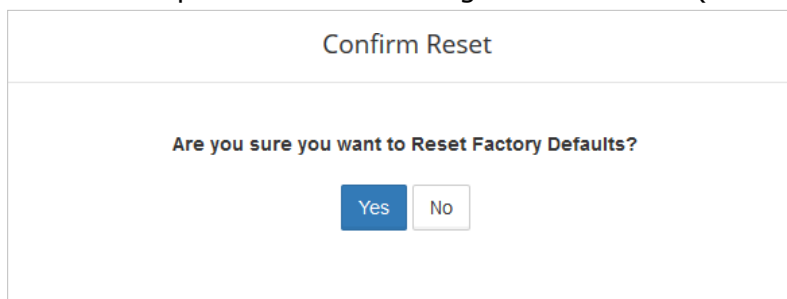 Confirm Reset
Are you sure you want to Reset Factory Defaults?
Yes No